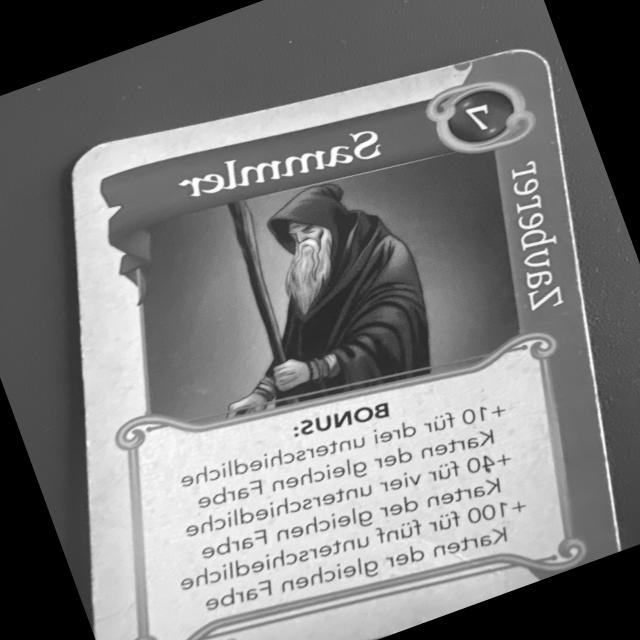 7
Sammler
Zauberer
BONUS:
+10 für drei unterschiedliche
Karten der gleichen Farbe
+40 für vier unterschiedliche
Karten der gleichen Farbe
+100 für fünf unterschiedliche
Karten der gleichen Farbe